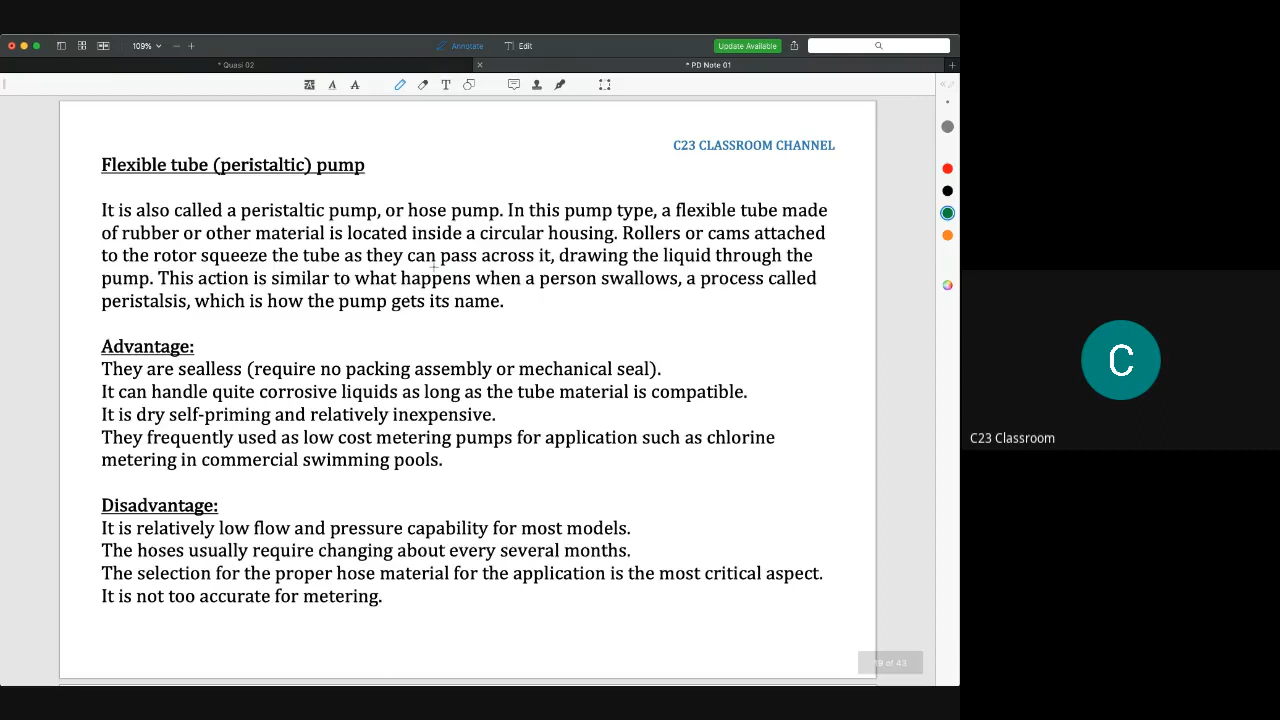 109%
Annotate
Edit
Update Available
* Quasi 02
* PD Note 01
C23 CLASSROOM CHANNEL
Flexible tube (peristaltic) pump
It is also called a peristaltic pump, or hose pump. In this pump type, a flexible tube made
of rubber or other material is located inside a circular housing. Rollers or cams attached
to the rotor squeeze the tube as they can pass across it, drawing the liquid through the
pump. This action is similar to what happens when a person swallows, a process called
peristalsis, which is how the pump gets its name.
Advantage:
They are sealless (require no packing assembly or mechanical seal).
It can handle quite corrosive liquids as long as the tube material is compatible.
It is dry self-priming and relatively inexpensive.
They frequently used as low cost metering pumps for application such as chlorine
metering in commercial swimming pools.
Disadvantage:
It is relatively low flow and pressure capability for most models.
The hoses usually require changing about every several months.
The selection for the proper hose material for the application is the most critical aspect.
It is not too accurate for metering.
of 43
C
C23 Classroom